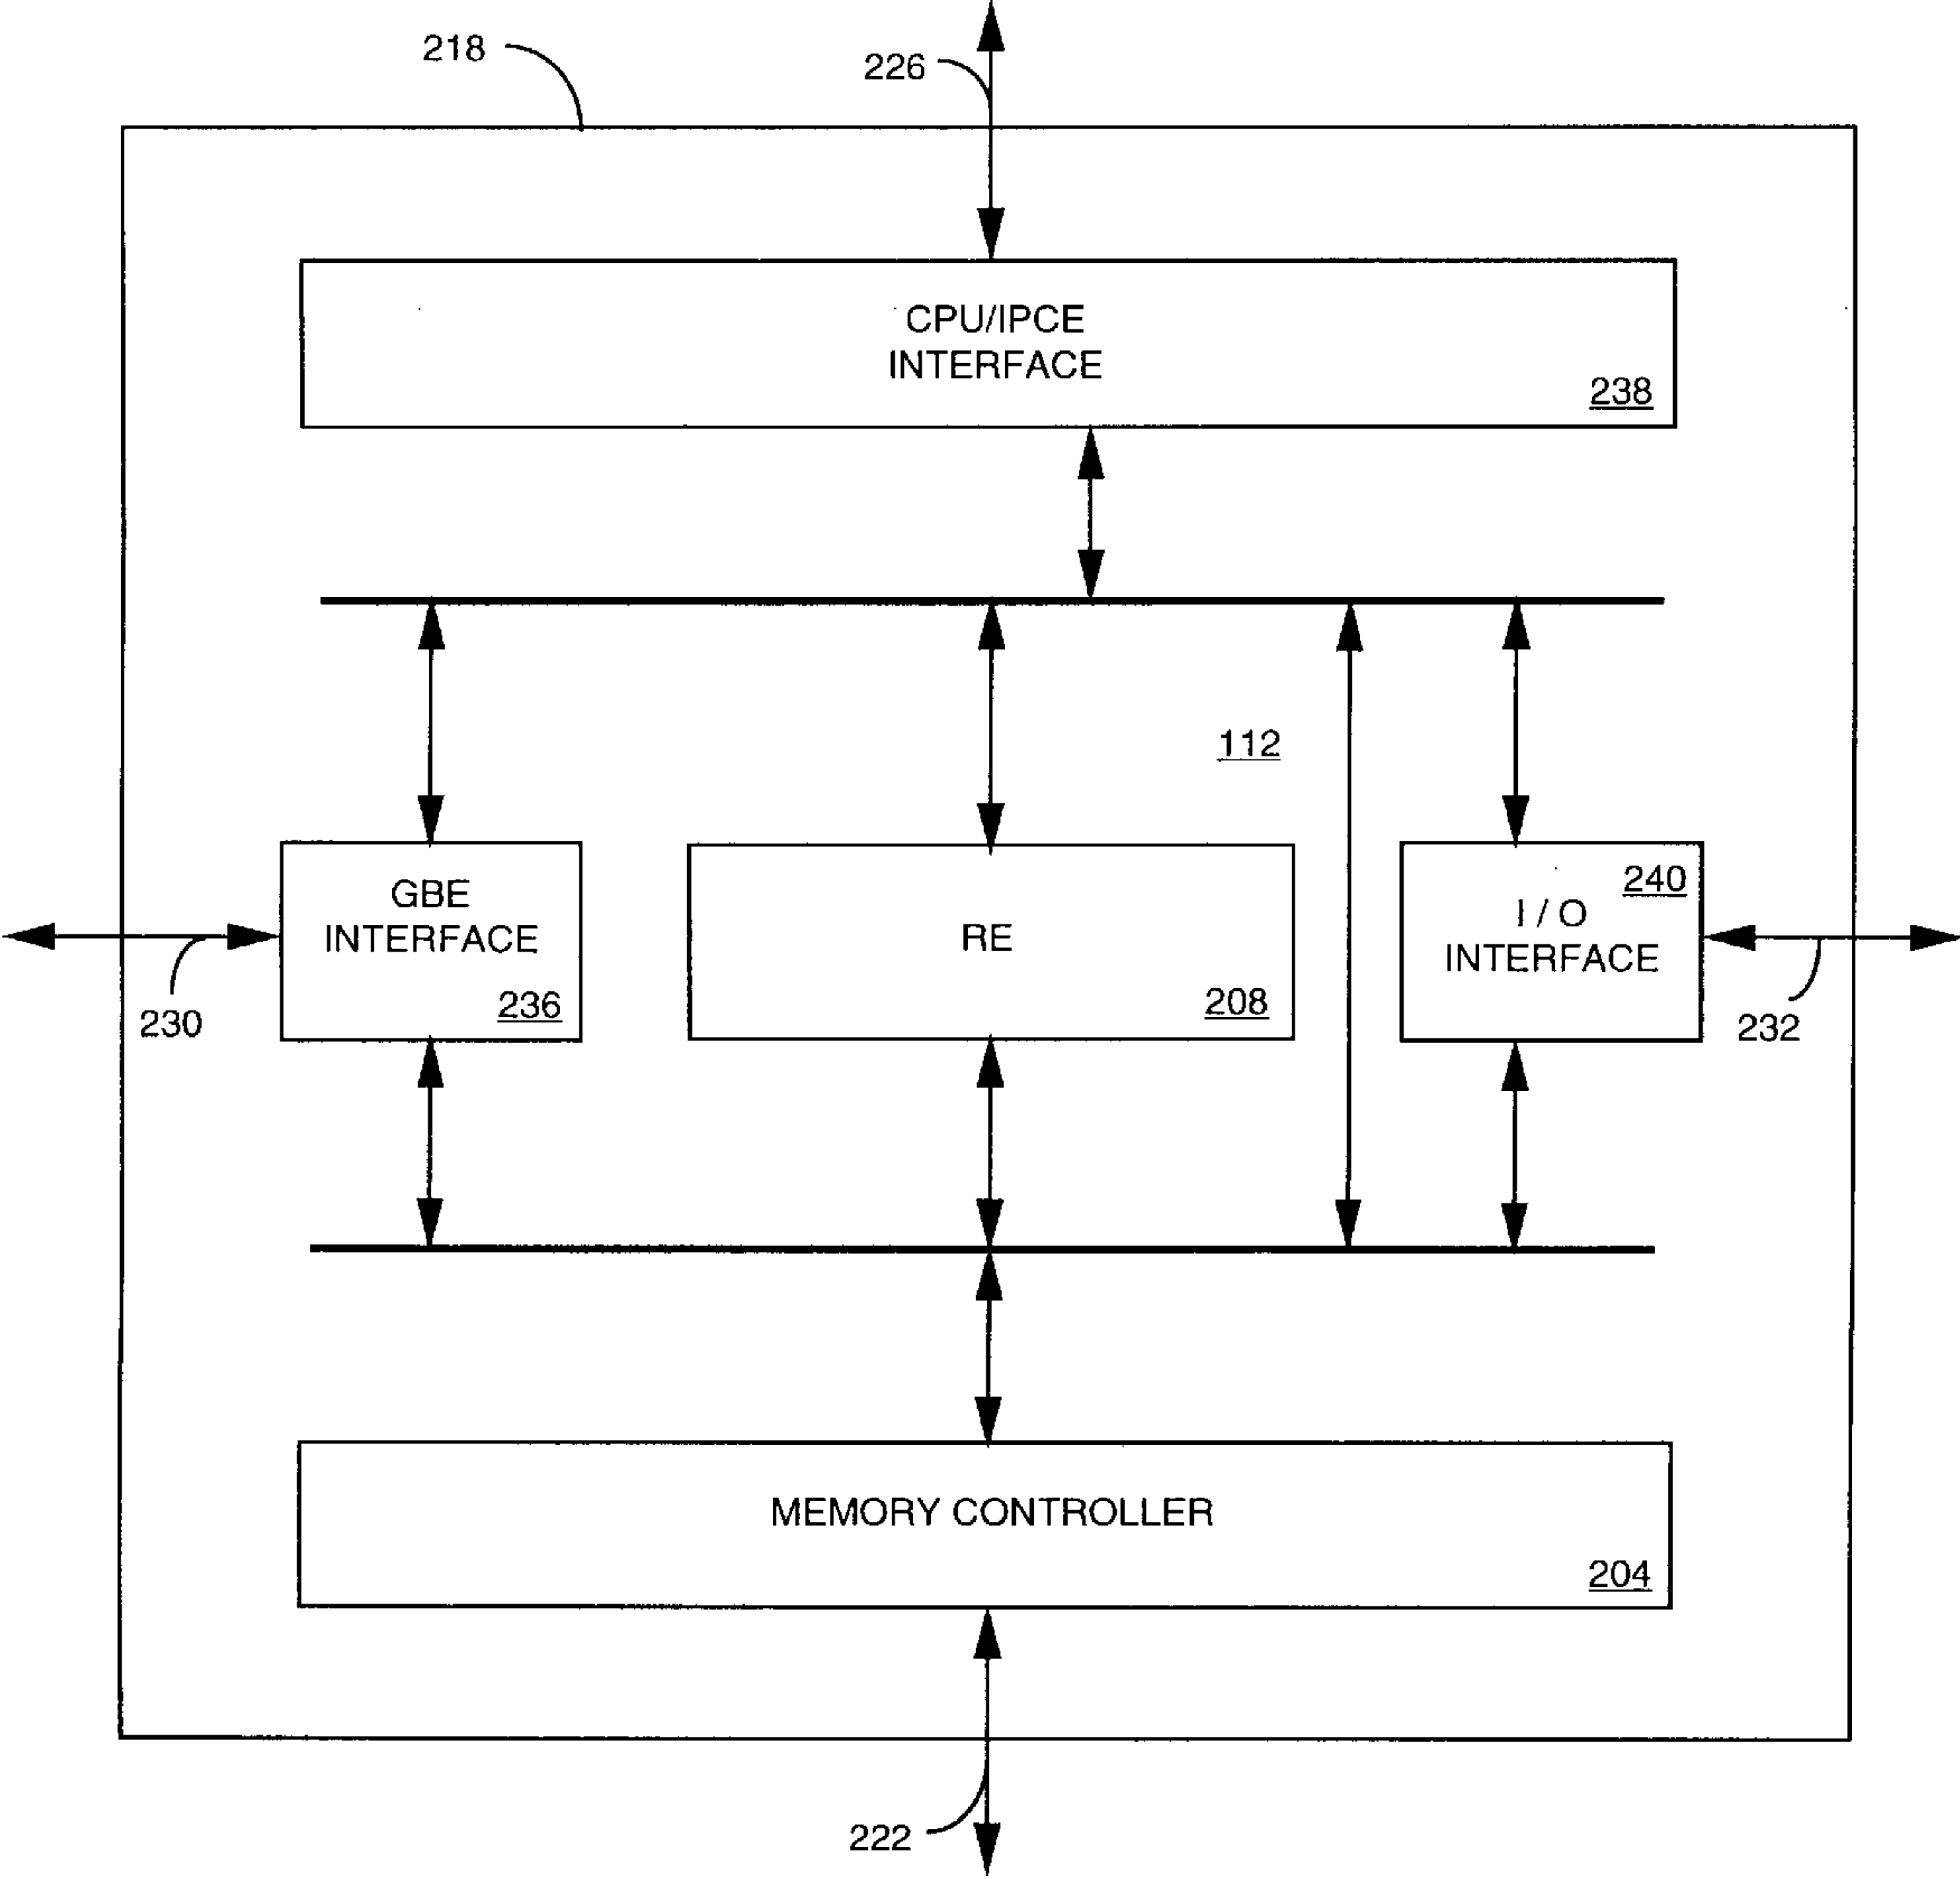 218
226
CPU/IPCE
INTERFACE
238
112
GBE
INTERFACE
236
RE
208
240
I / O
INTERFACE
230
232
MEMORY CONTROLLER
204
222